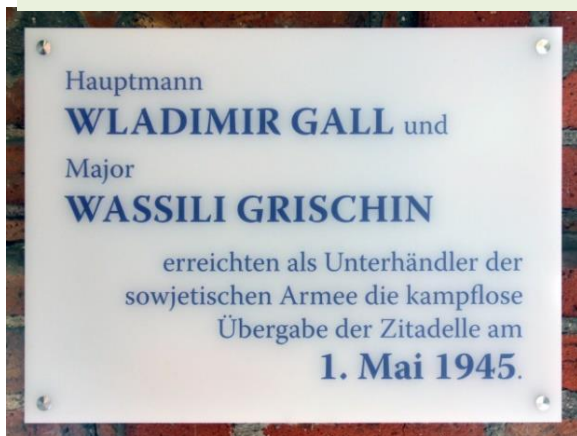 Hauptmann
WLADIMIR GALL und
Major
WASSILI GRISCHIN
erreichten als Unterhändler der
sowjetischen Armee die kampflose
Übergabe der Zitadelle am
1. Mai 1945.